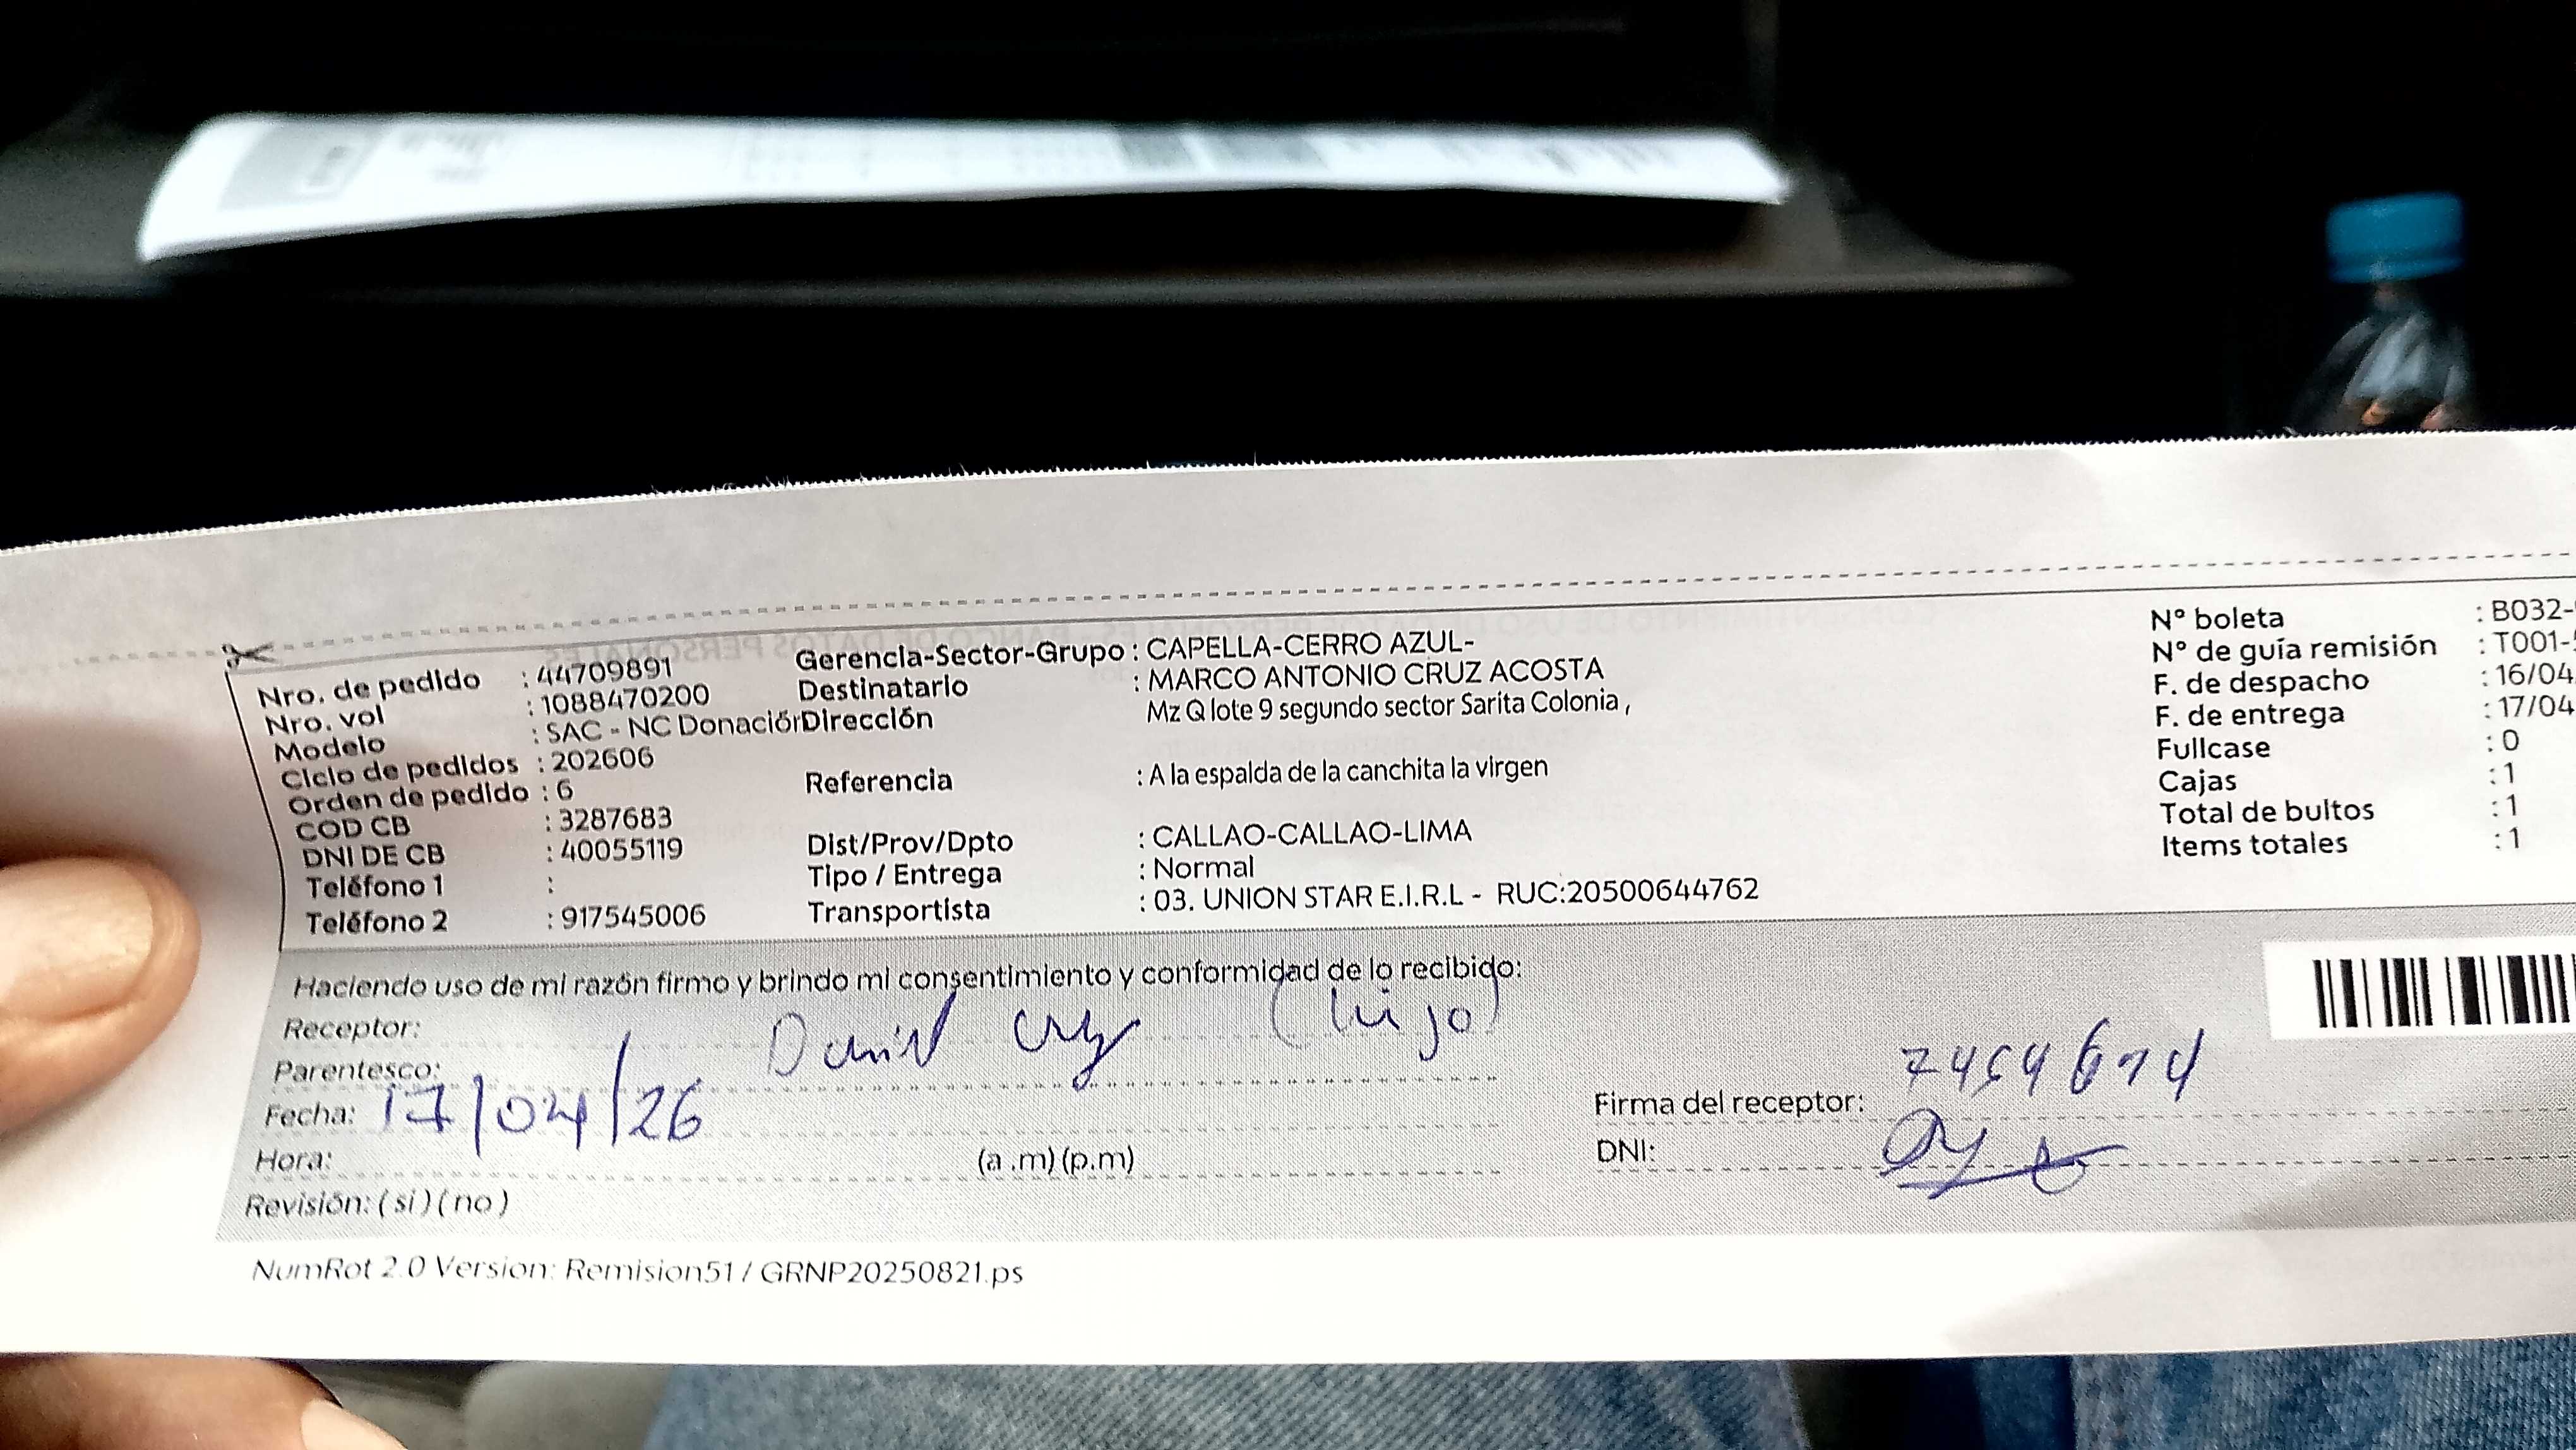 Nro. de pedido : 44709891
Nro. vol : 1088470200
Modelo : SAC - NC Donación
Ciclo de pedidos : 202606
Orden de pedido : 6
COD CB : 3287683
DNI DE CB : 40055119
Teléfono 1 :
Teléfono 2 : 917545006
Gerencia-Sector-Grupo : CAPELLA-CERRO AZUL-
Destinatario : MARCO ANTONIO CRUZ ACOSTA
Dirección Mz Q lote 9 segundo sector Sarita Colonia ,
Referencia : A la espalda de la canchita la virgen
Dist/Prov/Dpto : CALLAO-CALLAO-LIMA
Tipo / Entrega : Normal
Transportista : 03. UNION STAR E.I.R.L - RUC:20500644762
N° boleta : B032-
N° de guía remisión : T001-
F. de despacho : 16/04
F. de entrega : 17/04
Fullcase : 0
Cajas : 1
Total de bultos : 1
Items totales : 1
Haciendo uso de mi razón firmo y brindo mi consentimiento y conformidad de lo recibido:
Receptor: Daniel Cruz (hijo)
Parentesco:
Fecha: 17/04/26
Hora: (a .m) (p.m)
Revisión: ( si ) ( no )
Firma del receptor:
DNI:
NumRot 2.0 Version: Remision51 / GRNP20250821.ps